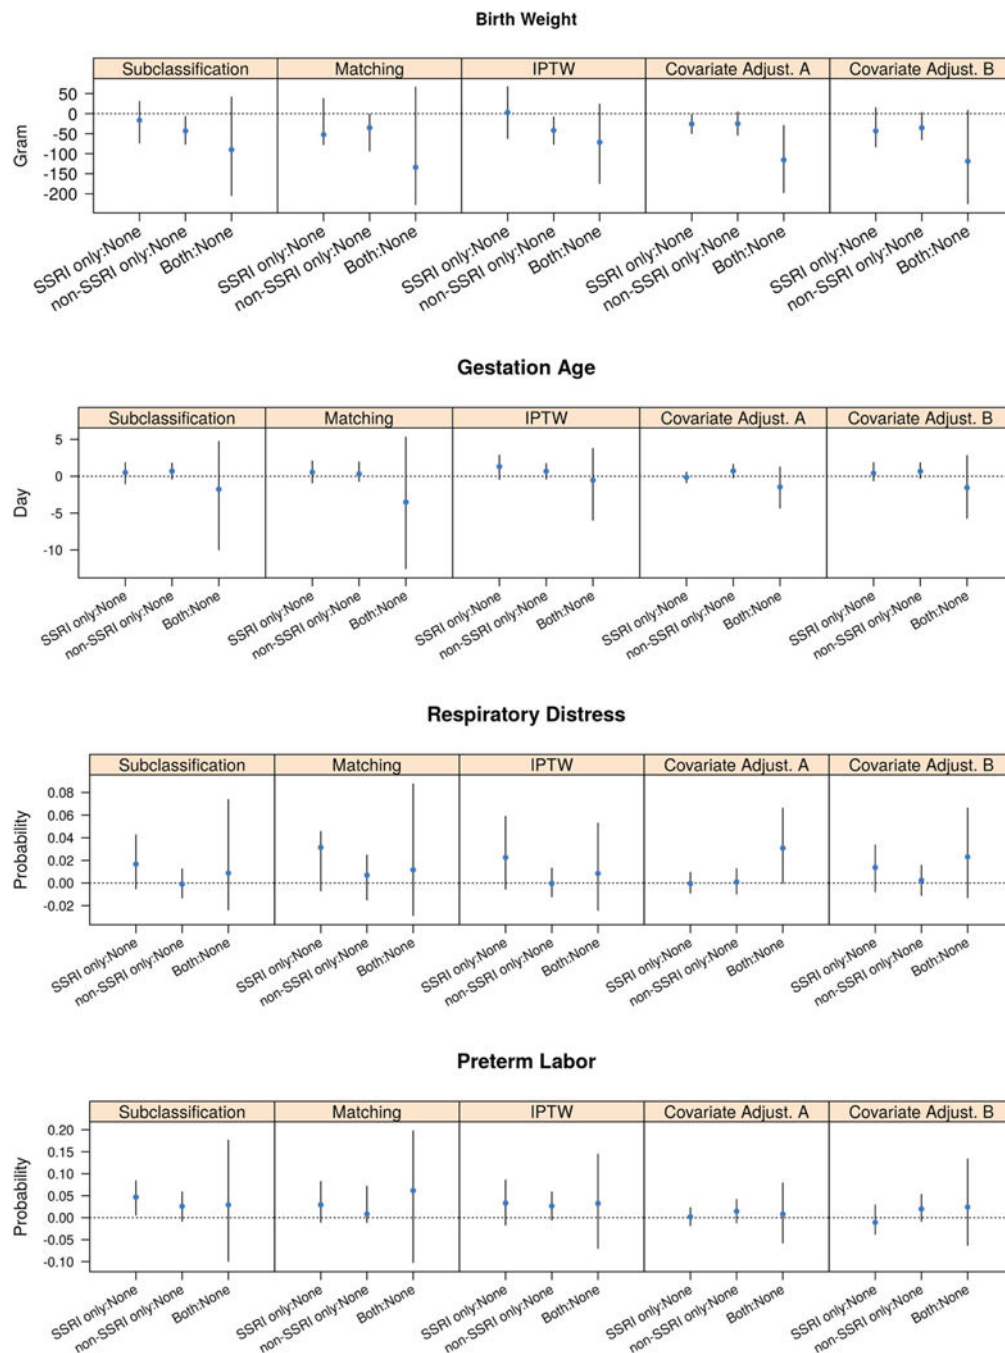 Birth Weight
Subclassification Matching IPTW Covariate Adjust. A Covariate Adjust. B
Gram
50
0
-50
-100
-150
-200
SSRI only:None non-SSRI only:None Both:None SSRI only:None non-SSRI only:None Both:None SSRI only:None non-SSRI only:None Both:None SSRI only:None non-SSRI only:None Both:None SSRI only:None non-SSRI only:None Both:None
Gestation Age
Subclassification Matching IPTW Covariate Adjust. A Covariate Adjust. B
Day
5
0
-5
-10
SSRI only:None non-SSRI only:None Both:None SSRI only:None non-SSRI only:None Both:None SSRI only:None non-SSRI only:None Both:None SSRI only:None non-SSRI only:None Both:None SSRI only:None non-SSRI only:None Both:None
Respiratory Distress
Subclassification Matching IPTW Covariate Adjust. A Covariate Adjust. B
Probability
0.08
0.06
0.04
0.02
0.00
-0.02
SSRI only:None non-SSRI only:None Both:None SSRI only:None non-SSRI only:None Both:None SSRI only:None non-SSRI only:None Both:None SSRI only:None non-SSRI only:None Both:None SSRI only:None non-SSRI only:None Both:None
Preterm Labor
Subclassification Matching IPTW Covariate Adjust. A Covariate Adjust. B
Probability
0.20
0.15
0.10
0.05
0.00
-0.05
-0.10
SSRI only:None non-SSRI only:None Both:None SSRI only:None non-SSRI only:None Both:None SSRI only:None non-SSRI only:None Both:None SSRI only:None non-SSRI only:None Both:None SSRI only:None non-SSRI only:None Both:None